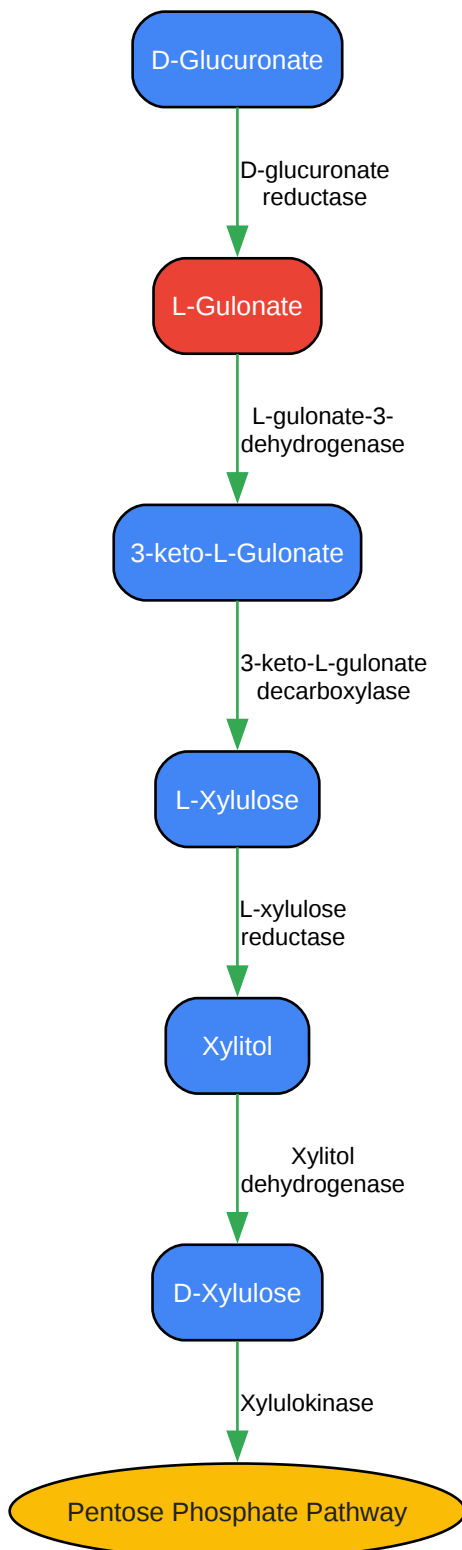 D-Glucuronate
D-glucuronate
reductase
L-Gulonate
L-gulonate-3-
dehydrogenase
3-keto-L-Gulonate
3-keto-L-gulonate
decarboxylase
L-Xylulose
L-xylulose
reductase
Xylitol
Xylitol
dehydrogenase
D-Xylulose
Xylulokinase
Pentose Phosphate Pathway